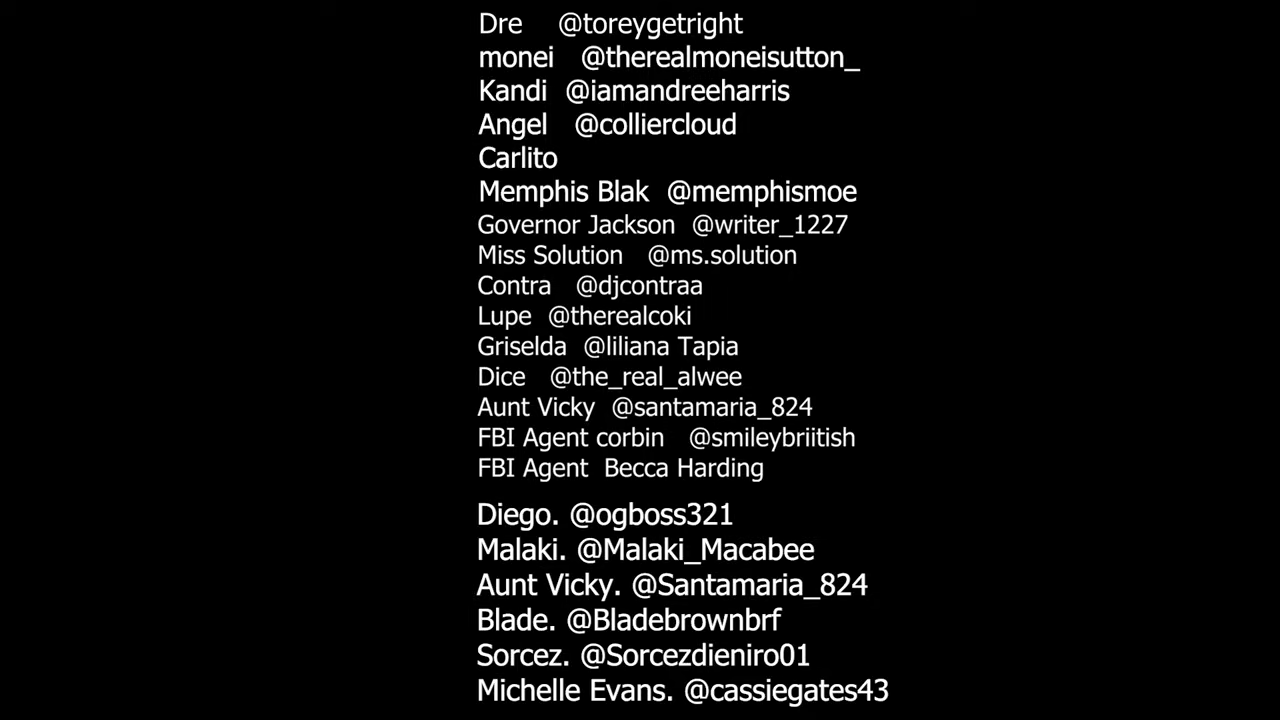 Dre @toreygetright
monei @therealmoneisutton_
Kandi @iamandreeharris
Angel @colliercloud
Carlito
Memphis Blak @memphismoe
Governor Jackson @writer_1227
Miss Solution @ms.solution
Contra @djcontraa
Lupe @therealcoki
Griselda @liliana Tapia
Dice @the_real_alwee
Aunt Vicky @santamaria_824
FBI Agent corbin @smileybriitish
FBI Agent Becca Harding
Diego. @ogboss321
Malaki. @Malaki_Macabee
Aunt Vicky. @Santamaria_824
Blade. @Bladebrownbrf
Sorcez. @Sorcezdieniro01
Michelle Evans. @cassiegates43